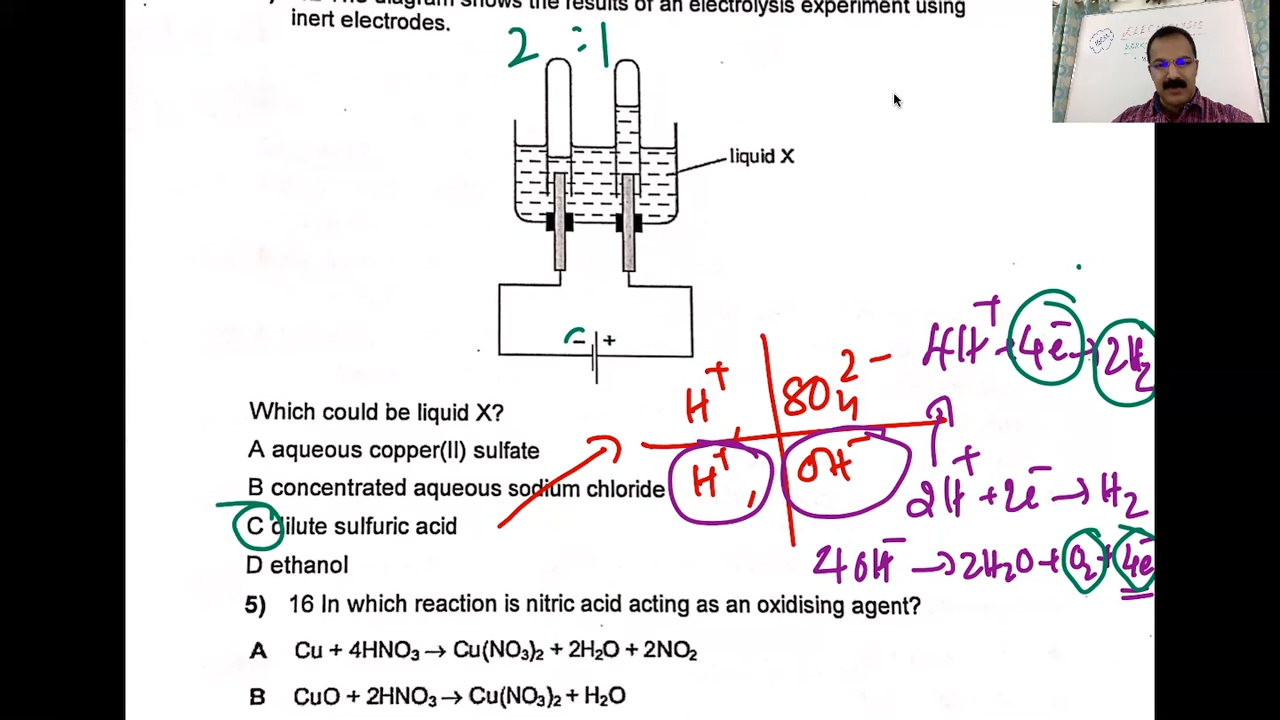 The diagram shows the results of an electrolysis experiment using
inert electrodes.
2 : 1
liquid X
- +
Which could be liquid X?
A aqueous copper(II) sulfate
B concentrated aqueous sodium chloride
C dilute sulfuric acid
D ethanol
H⁺ SO₄²⁻
H⁺, OH⁻
4H⁺ + 4e⁻ → 2H₂
2H⁺ + 2e⁻ → H₂
4OH⁻ → 2H₂O + O₂ + 4e⁻
5) 16 In which reaction is nitric acid acting as an oxidising agent?
A Cu + 4HNO₃ → Cu(NO₃)₂ + 2H₂O + 2NO₂
B CuO + 2HNO₃ → Cu(NO₃)₂ + H₂O